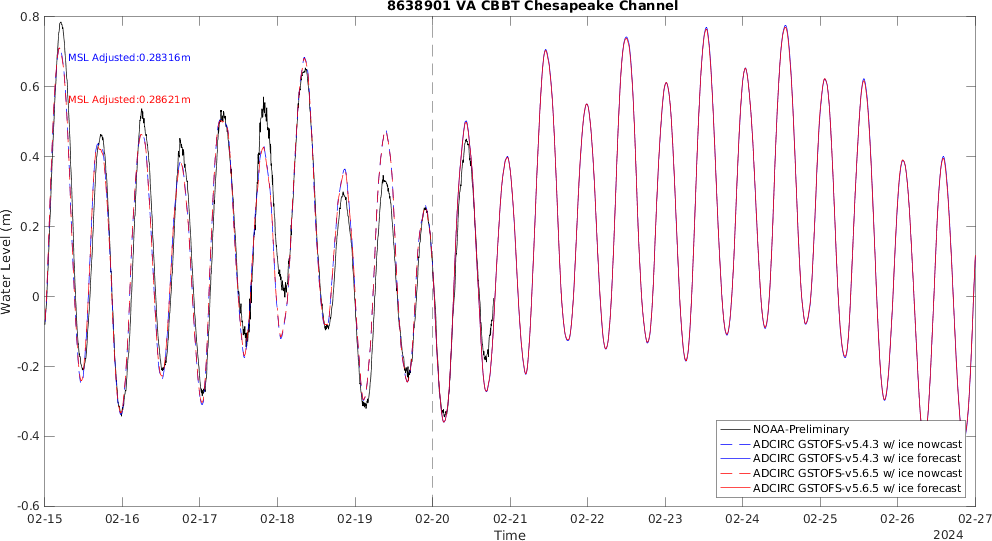 8638901 VA CBBT Chesapeake Channel
0.8
0.6
0.4
0.2
0
-0.2
-0.4
-0.6
Water Level (m)
MSL Adjusted:0.28316m
MSL Adjusted:0.28621m
NOAA-Preliminary
ADCIRC GSTOFS-v5.4.3 w/ ice nowcast
ADCIRC GSTOFS-v5.4.3 w/ ice forecast
ADCIRC GSTOFS-v5.6.5 w/ ice nowcast
ADCIRC GSTOFS-v5.6.5 w/ ice forecast
02-15 02-16 02-17 02-18 02-19 02-20 02-21 02-22 02-23 02-24 02-25 02-26 02-27
Time
2024